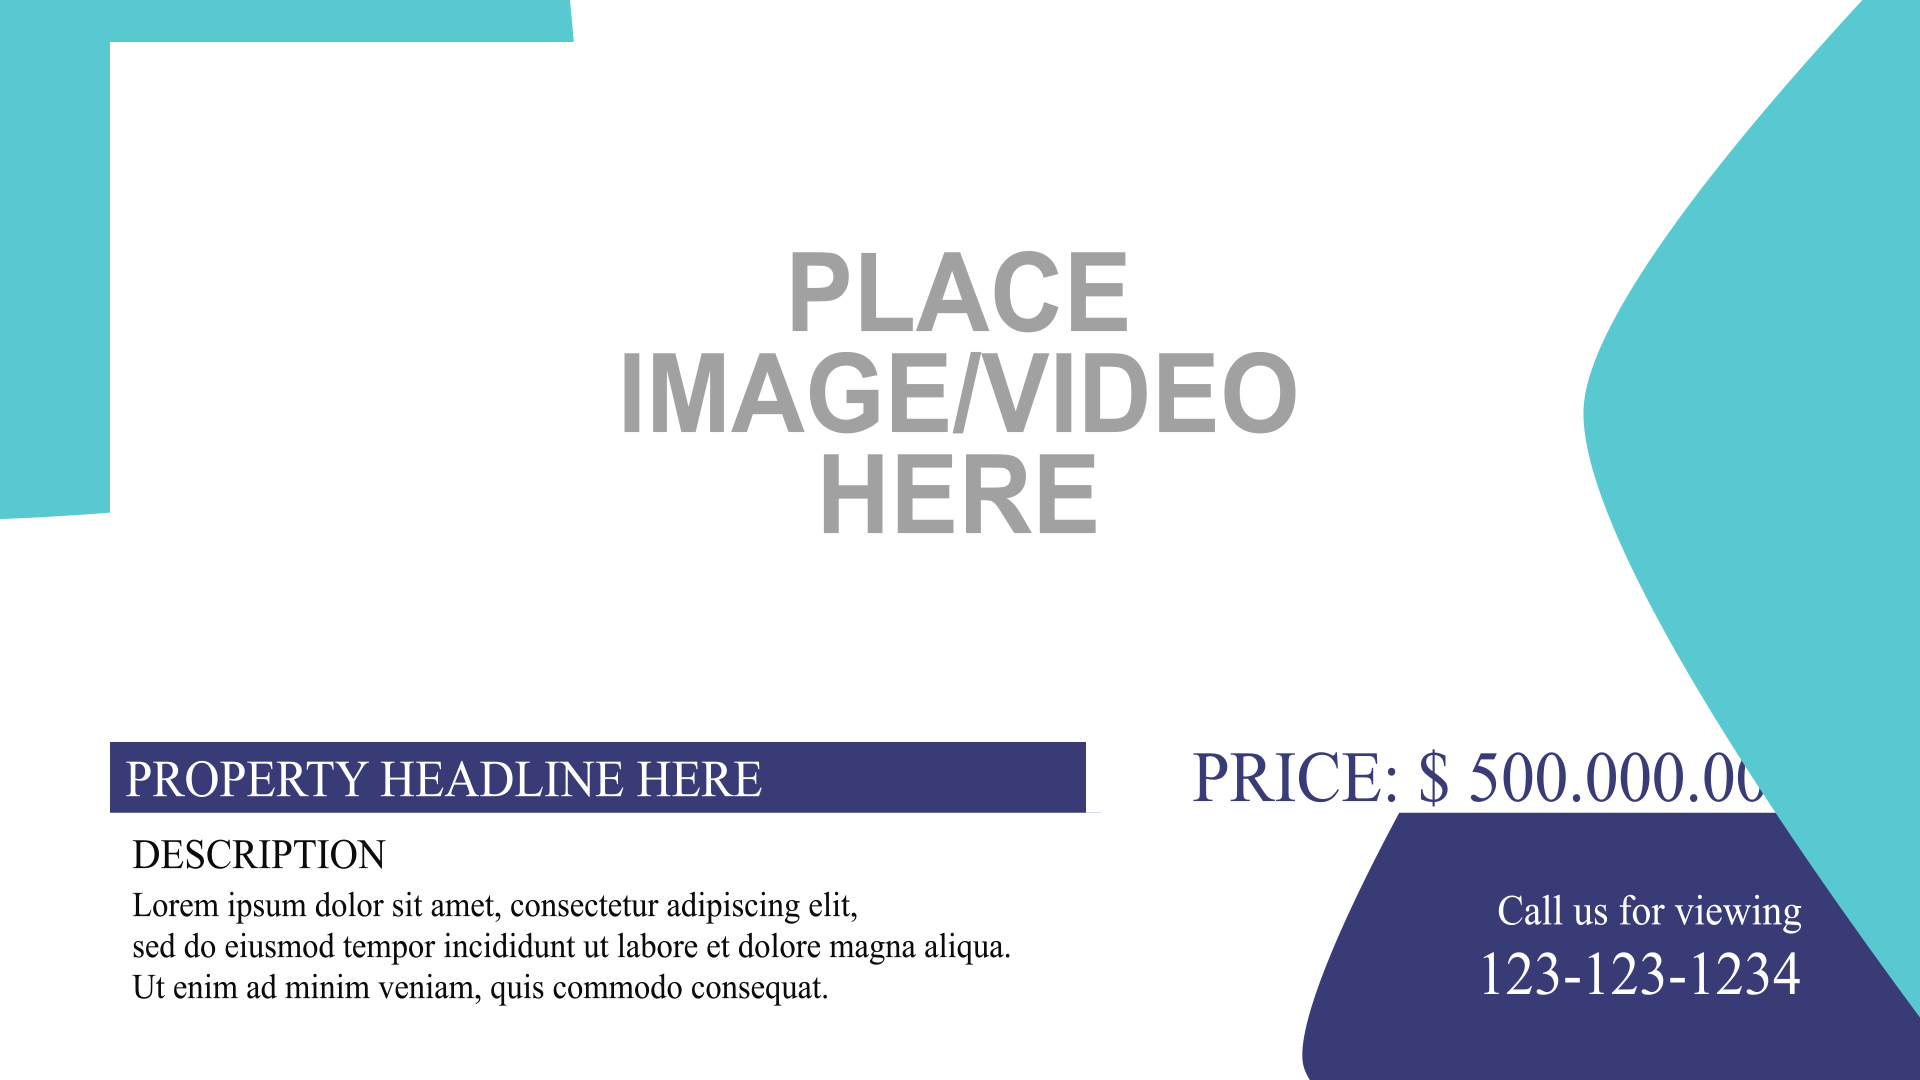 PLACE
IMAGE/VIDEO
HERE
PROPERTY HEADLINE HERE
PRICE: $ 500.000.00
DESCRIPTION
Lorem ipsum dolor sit amet, consectetur adipiscing elit,
sed do eiusmod tempor incididunt ut labore et dolore magna aliqua.
Ut enim ad minim veniam, quis commodo consequat.
Call us for viewing
123-123-1234